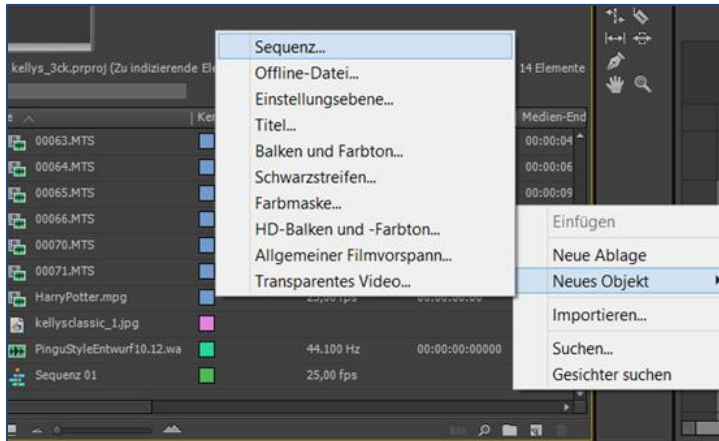 kellys_3ck.prproj (Zu indizierende El
14 Elemente
Ker
Medien-End
00063.MTS
00:00:04
00064.MTS
00:00:06
00065.MTS
00:00:09
00066.MTS
00070.MTS
00071.MTS
HarryPotter.mpg
kellysclassic_1.jpg
PinguStyleEntwurf10.12.wa
44.100 Hz
00:00:00:00000
Sequenz 01
25,00 fps
Sequenz...
Offline-Datei...
Einstellungsebene...
Titel...
Balken und Farbton...
Schwarzstreifen...
Farbmaske...
HD-Balken und -Farbton...
Allgemeiner Filmvorspann...
Transparentes Video...
Einfügen
Neue Ablage
Neues Objekt
Importieren...
Suchen...
Gesichter suchen